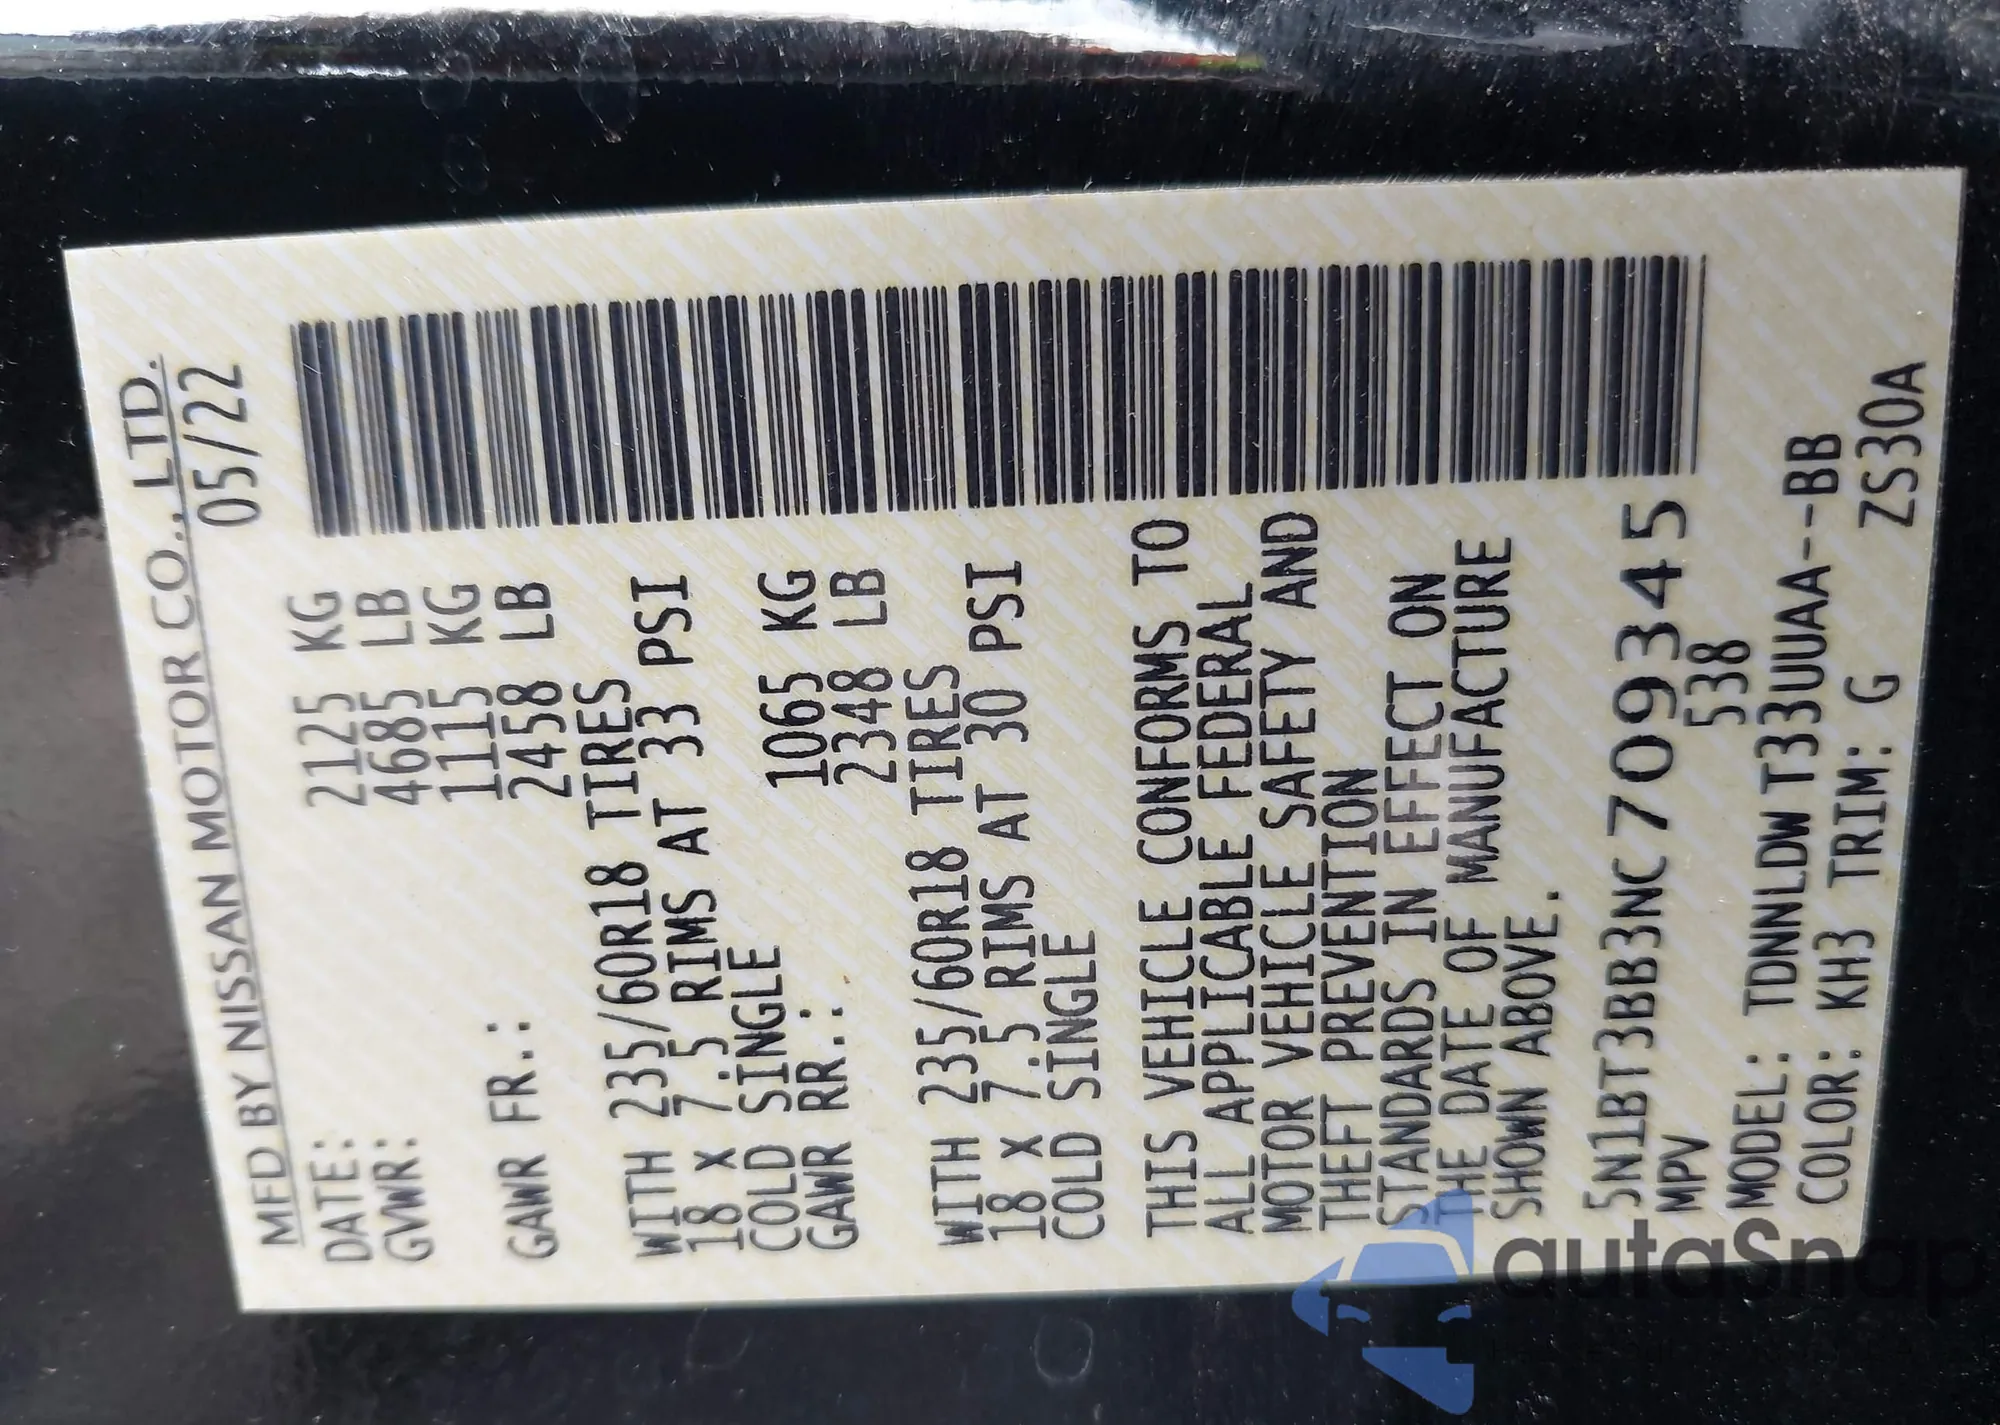 MFD BY NISSAN MOTOR CO., LTD.
DATE: 05/22
GVWR: 2125 KG
4685 LB
GAWR FR.: 1115 KG
2458 LB
WITH 235/60R18 TIRES
18 x 7.5 RIMS AT 33 PSI
COLD SINGLE
GAWR RR.: 1065 KG
2348 LB
WITH 235/60R18 TIRES
18 x 7.5 RIMS AT 30 PSI
COLD SINGLE
THIS VEHICLE CONFORMS TO
ALL APPLICABLE FEDERAL
MOTOR VEHICLE SAFETY AND
THEFT PREVENTION
STANDARDS IN EFFECT ON
THE DATE OF MANUFACTURE
SHOWN ABOVE.
5N1BT3BB3NC709345
MPV 538
MODEL: TDNNLDW T33UUAA--BB
COLOR: KH3 TRIM: G ZS30A
autaSnap